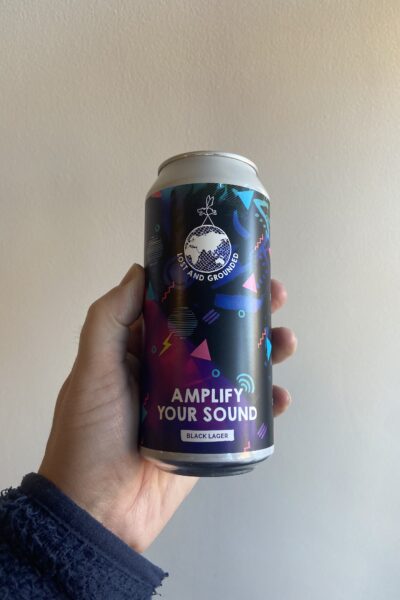 LOST AND GROUNDED
AMPLIFY
YOUR SOUND
BLACK LAGER